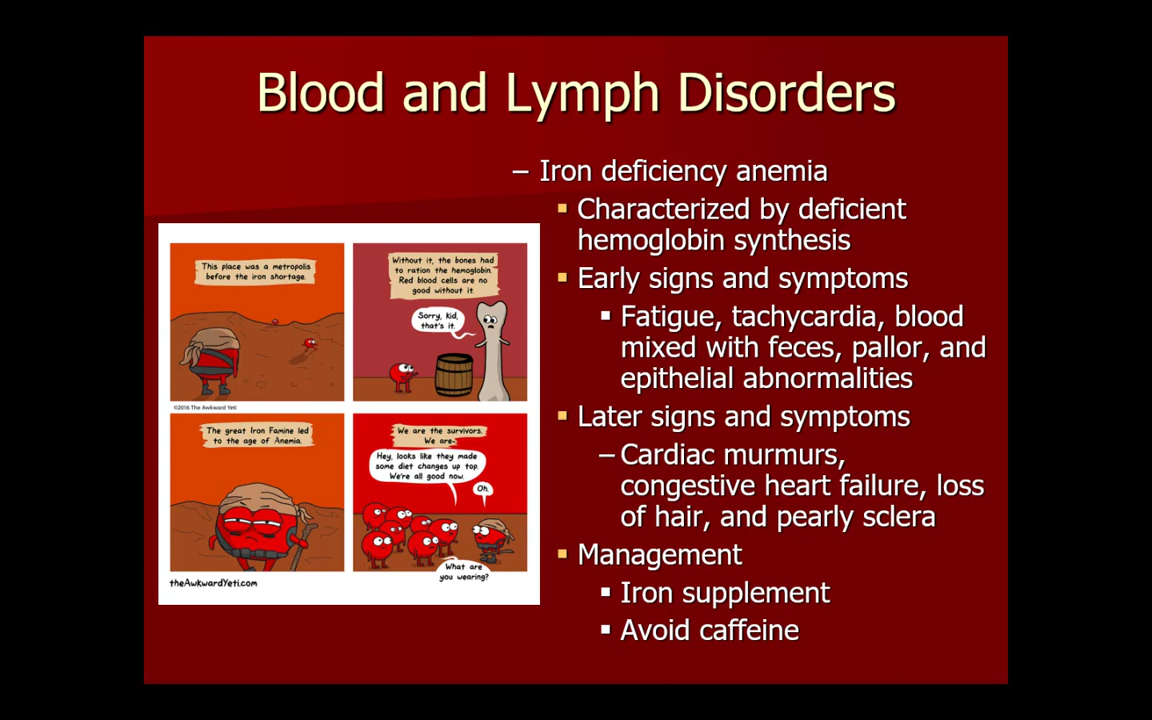 Blood and Lymph Disorders
– Iron deficiency anemia
▪ Characterized by deficient
hemoglobin synthesis
▪ Early signs and symptoms
▪ Fatigue, tachycardia, blood
mixed with feces, pallor, and
epithelial abnormalities
▪ Later signs and symptoms
– Cardiac murmurs,
congestive heart failure, loss
of hair, and pearly sclera
▪ Management
▪ Iron supplement
▪ Avoid caffeine
This place was a metropolis
before the iron shortage.
Without it, the bones had
to ration the hemoglobin.
Red blood cells are no
good without it.
Sorry, kid,
that's it.
©2016 The Awkward Yeti
The great Iron Famine led
to the age of Anemia.
We are the survivors.
We are-
Hey, looks like they made
some diet changes up top.
We're all good now.
Oh.
What are
you wearing?
theAwkwardYeti.com